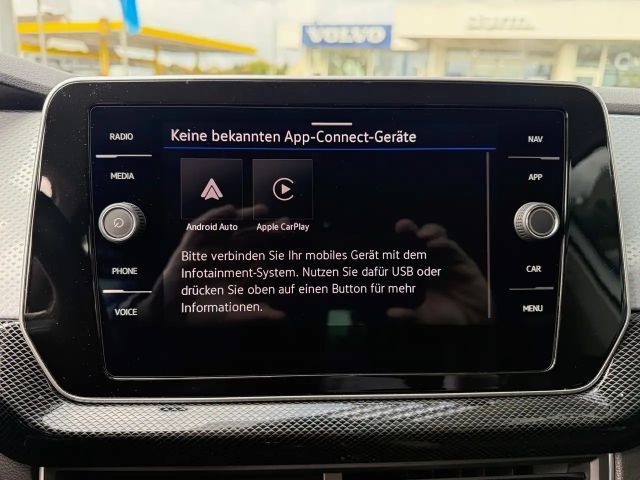 VOLVO
RADIO
MEDIA
PHONE
VOICE
Keine bekannten App-Connect-Geräte
Android Auto
Apple CarPlay
Bitte verbinden Sie Ihr mobiles Gerät mit dem
Infotainment-System. Nutzen Sie dafür USB oder
drücken Sie oben auf einen Button für mehr
Informationen.
NAV
APP
CAR
MENU